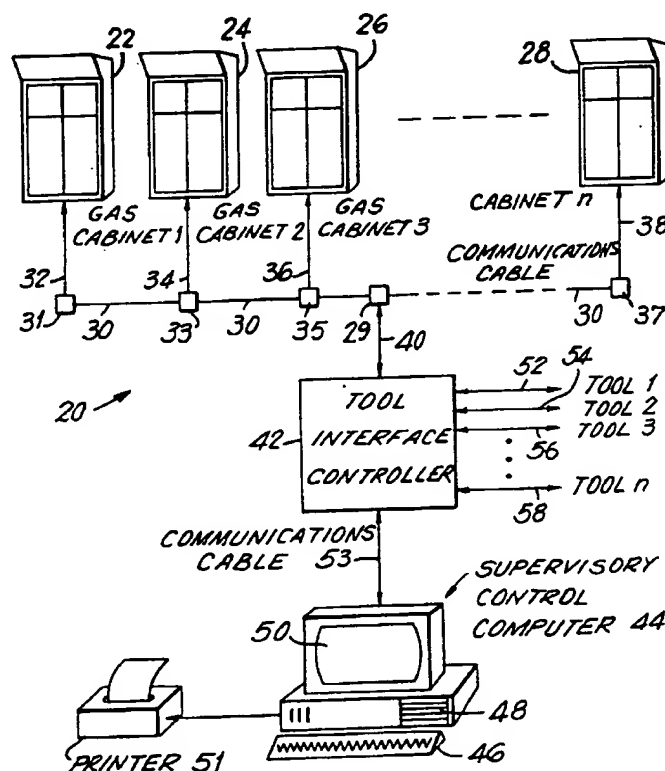 22
24
26
28
GAS CABINET 1
GAS CABINET 2
GAS CABINET 3
CABINET n
32
34
36
38
COMMUNICATIONS CABLE
31
30
33
30
35
29
30
37
40
20
42
TOOL INTERFACE CONTROLLER
52
54
TOOL 1
TOOL 2
TOOL 3
56
TOOL n
58
COMMUNICATIONS CABLE 53
SUPERVISORY CONTROL COMPUTER 44
50
48
46
PRINTER 51